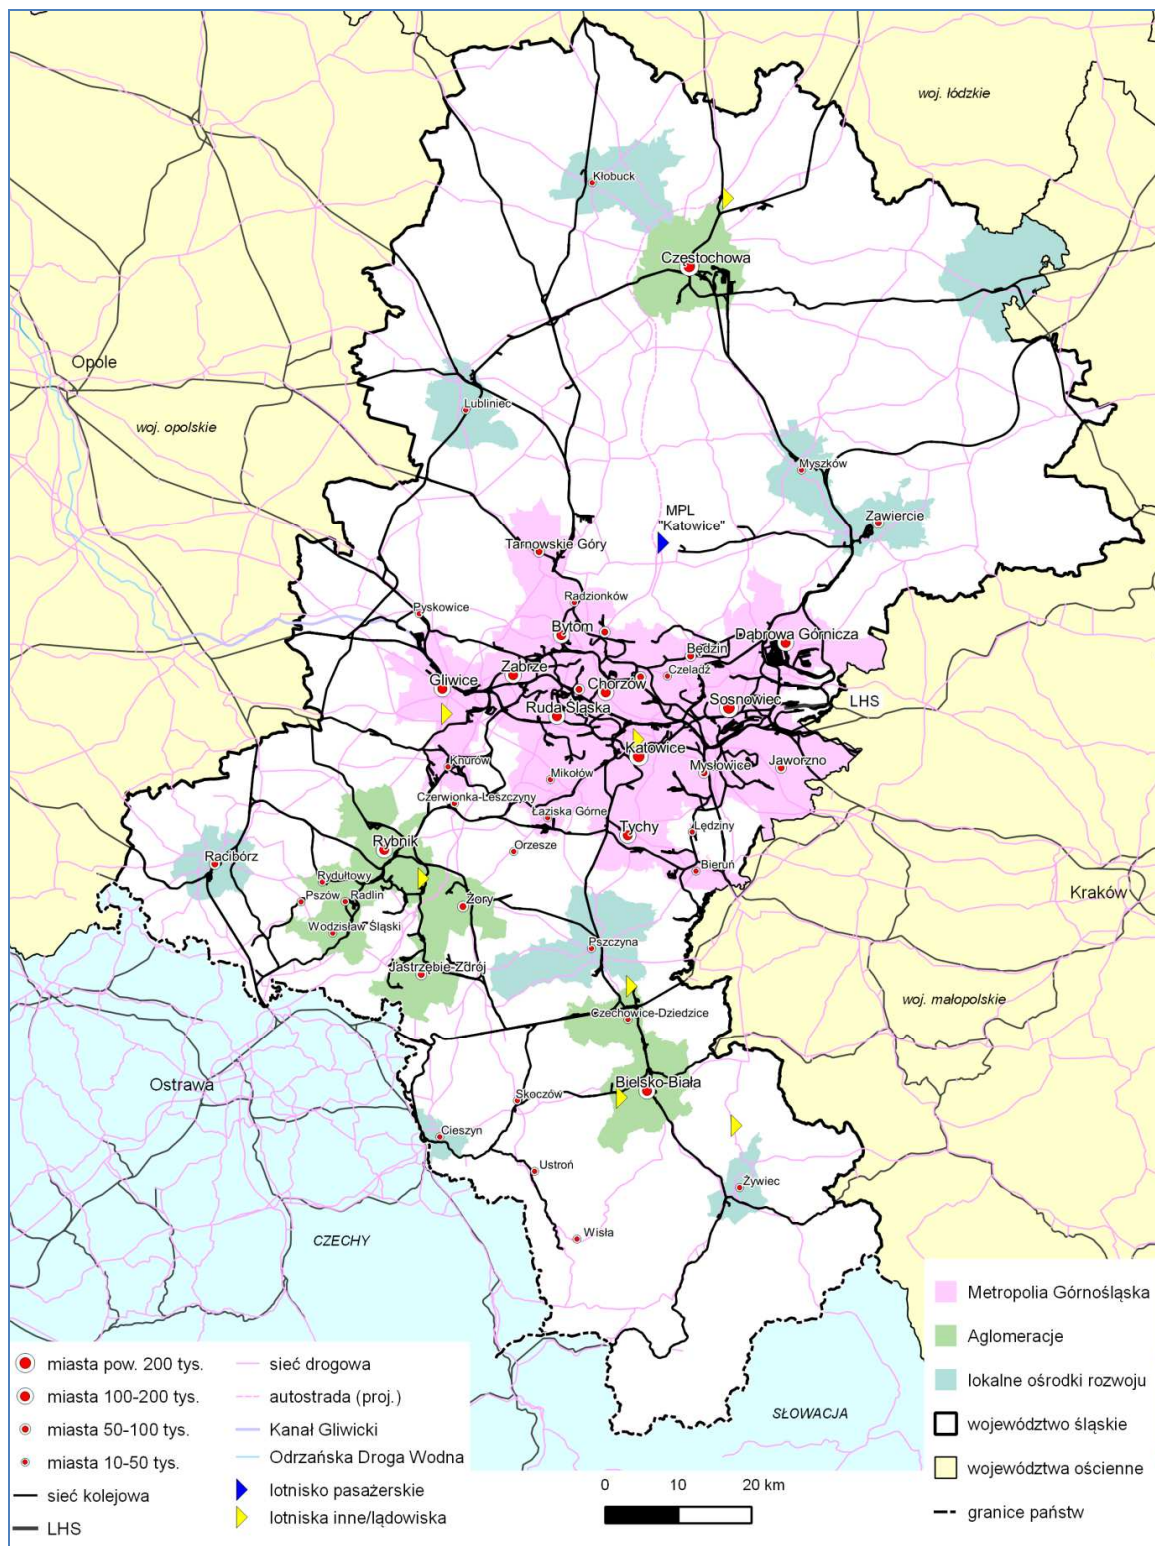 woj. łódzkie
Kłobuck
Częstochowa
Opole
Lubliniec
woj. opolskie
Myszków
Zawiercie
MPL
"Katowice"
Tarnowskie Góry
Radzionków
Pyskowice
Bytom
Dąbrowa Górnicza
Będzin
Zabrze
Czeladź
Gliwice
Chorzów
Sosnowiec
LHS
Ruda Śląska
Katowice
Knurów
Mikołów
Mysłowice
Jaworzno
Czerwionka-Leszczyny
Łaziska Górne
Tychy
Lędziny
Rybnik
Orzesze
Racibórz
Bieruń
Kraków
Rydułtowy
Pszów
Radlin
Żory
Wodzisław Śląski
Pszczyna
Jastrzębie-Zdrój
woj. małopolskie
Czechowice-Dziedzice
Ostrawa
Bielsko-Biała
Skoczów
Cieszyn
Ustroń
Żywiec
Wisła
CZECHY
SŁOWACJA
miasta pow. 200 tys.
miasta 100-200 tys.
miasta 50-100 tys.
miasta 10-50 tys.
sieć kolejowa
LHS
sieć drogowa
autostrada (proj.)
Kanał Gliwicki
Odrzańska Droga Wodna
lotnisko pasażerskie
lotniska inne/lądowiska
0 10 20 km
Metropolia Górnośląska
Aglomeracje
lokalne ośrodki rozwoju
województwo śląskie
województwa ościenne
granice państw